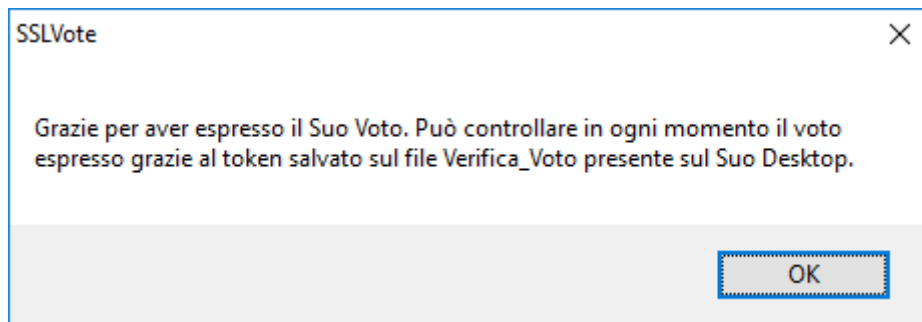 SSLVote
Grazie per aver espresso il Suo Voto. Può controllare in ogni momento il voto
espresso grazie al token salvato sul file Verifica_Voto presente sul Suo Desktop.
OK